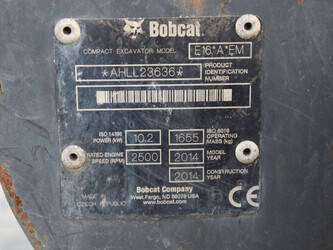 Bobcat
COMPACT EXCAVATOR MODEL E16*A*EM
*AHLL23636* PRODUCT IDENTIFICATION NUMBER
ISO 14396 POWER (kW) 10.2 1655 ISO 6016 OPERATING MASS (kg)
RATED ENGINE SPEED (RPM) 2500 2014 MODEL YEAR
2014 CONSTRUCTION YEAR
MADE IN CZECH REPUBLIC
Bobcat Company
West Fargo, ND 58078 USA
www.bobcat.com
CE